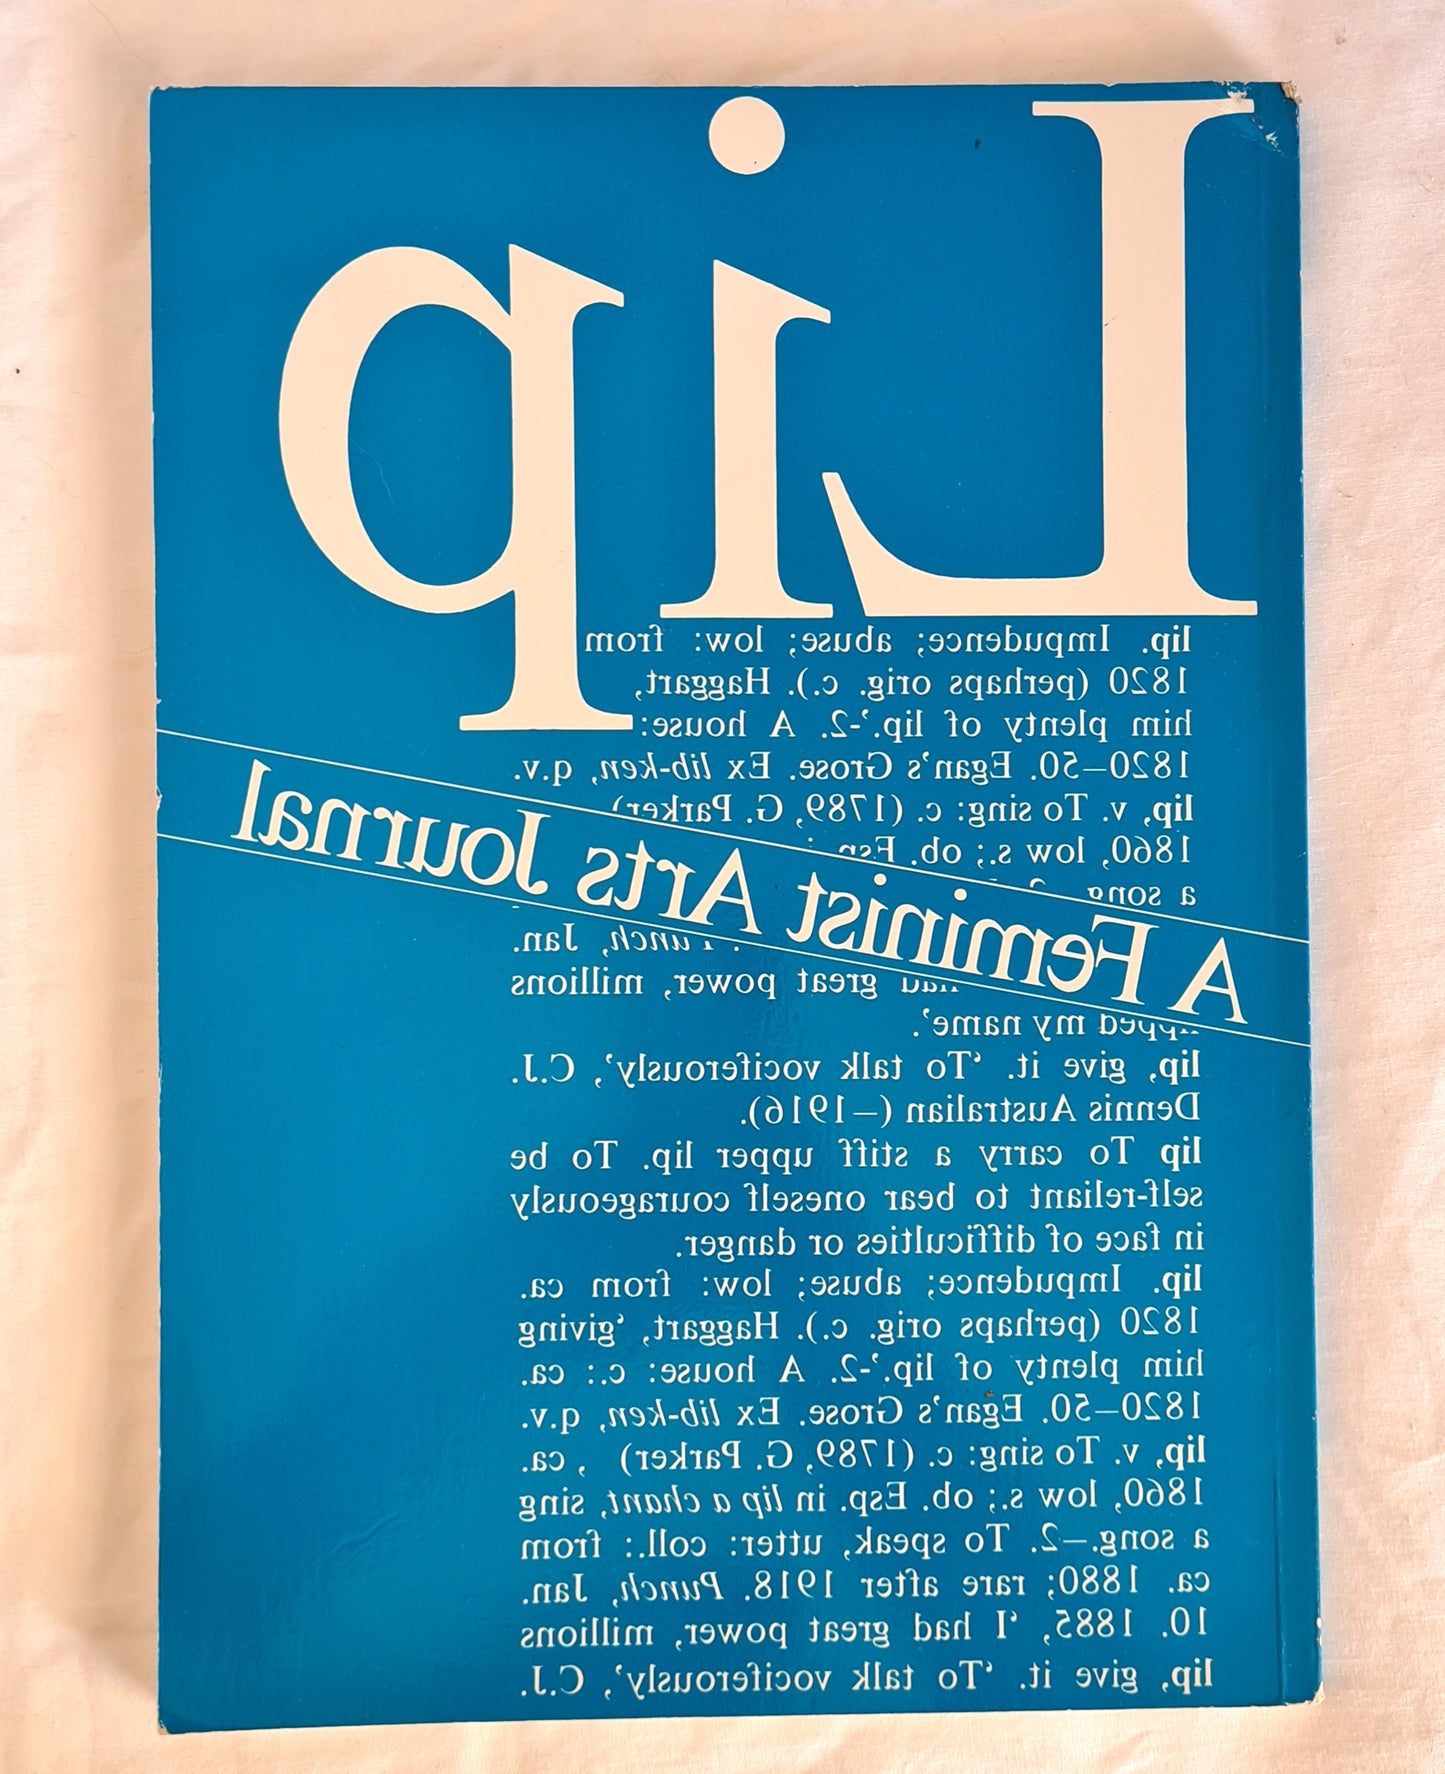 Lip
lip. Impudence; abuse; low: from
1820 (perhaps orig. c.). Haggart,
him plenty of lip.'-2. A house:
1820–50. Egan's Grose. Ex lib-ken, q.v.
lip, v. To sing: c. (1789, G. Parker)
1860, low s.; ob. Esp.
a song
A Feminist Arts Journal
Punch, Jan.
had great power, millions
lipped my name'.
lip, give it. 'To talk vociferously', C.J.
Dennis Australian (–1916).
lip To carry a stiff upper lip. To be
self-reliant to bear oneself courageously
in face of difficulties or danger.
lip. Impudence; abuse; low: from ca.
1820 (perhaps orig. c.). Haggart, 'giving
him plenty of lip.'-2. A house: c.: ca.
1820–50. Egan's Grose. Ex lib-ken, q.v.
lip, v. To sing: c. (1789, G. Parker) , ca.
1860, low s.; ob. Esp. in lip a chant, sing
a song.–2. To speak, utter: coll.: from
ca. 1880; rare after 1918. Punch, Jan.
10. 1885, 'I had great power, millions
lip, give it. 'To talk vociferously', C.J.